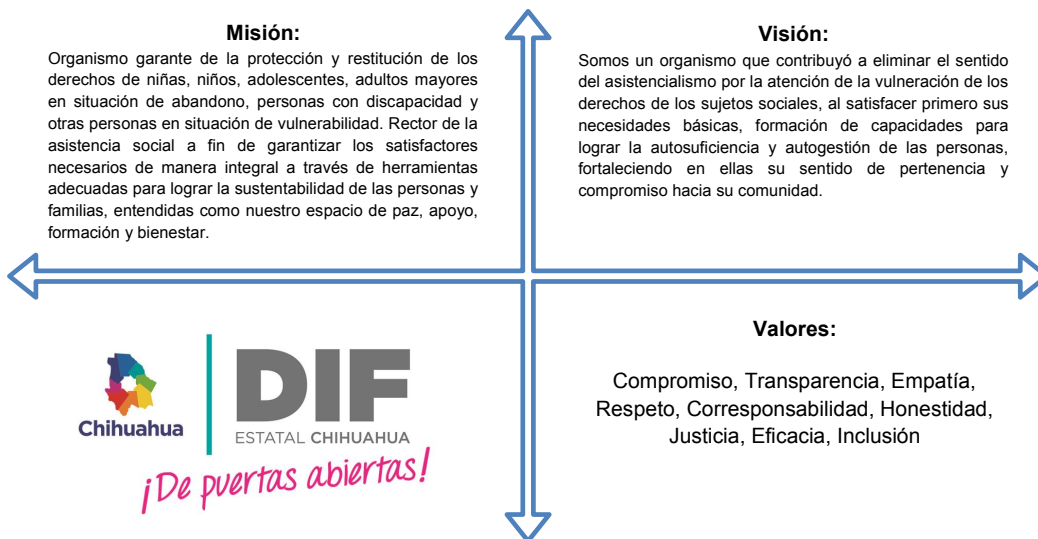 Misión:
Organismo garante de la protección y restitución de los
derechos de niñas, niños, adolescentes, adultos mayores
en situación de abandono, personas con discapacidad y
otras personas en situación de vulnerabilidad. Rector de la
asistencia social a fin de garantizar los satisfactores
necesarios de manera integral a través de herramientas
adecuadas para lograr la sustentabilidad de las personas y
familias, entendidas como nuestro espacio de paz, apoyo,
formación y bienestar.
Visión:
Somos un organismo que contribuyó a eliminar el sentido
del asistencialismo por la atención de la vulneración de los
derechos de los sujetos sociales, al satisfacer primero sus
necesidades básicas, formación de capacidades para
lograr la autosuficiencia y autogestión de las personas,
fortaleciendo en ellas su sentido de pertenencia y
compromiso hacia su comunidad.
Chihuahua
DIF
ESTATAL CHIHUAHUA
¡De puertas abiertas!
Valores:
Compromiso, Transparencia, Empatía,
Respeto, Corresponsabilidad, Honestidad,
Justicia, Eficacia, Inclusión